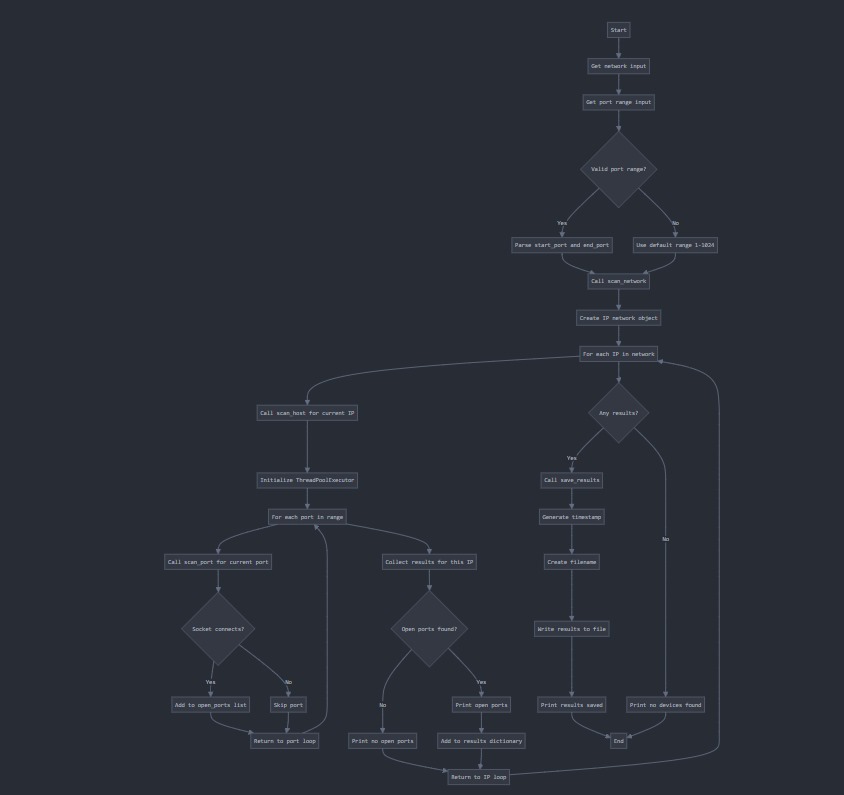 Start
Get network input
Get port range input
Valid port range?
Yes
No
Parse start_port and end_port
Use default range 1-1024
Call scan_network
Create IP network object
For each IP in network
Call scan_host for current IP
Any results?
Yes
Initialize ThreadPoolExecutor
Call save_results
For each port in range
Generate timestamp
No
Call scan_port for current port
Collect results for this IP
Create filename
Socket connects?
Open ports found?
Write results to file
Yes
No
Yes
No
Add to open_ports list
Skip port
Print open ports
Print results saved
Print no devices found
Return to port loop
Print no open ports
Add to results dictionary
End
Return to IP loop